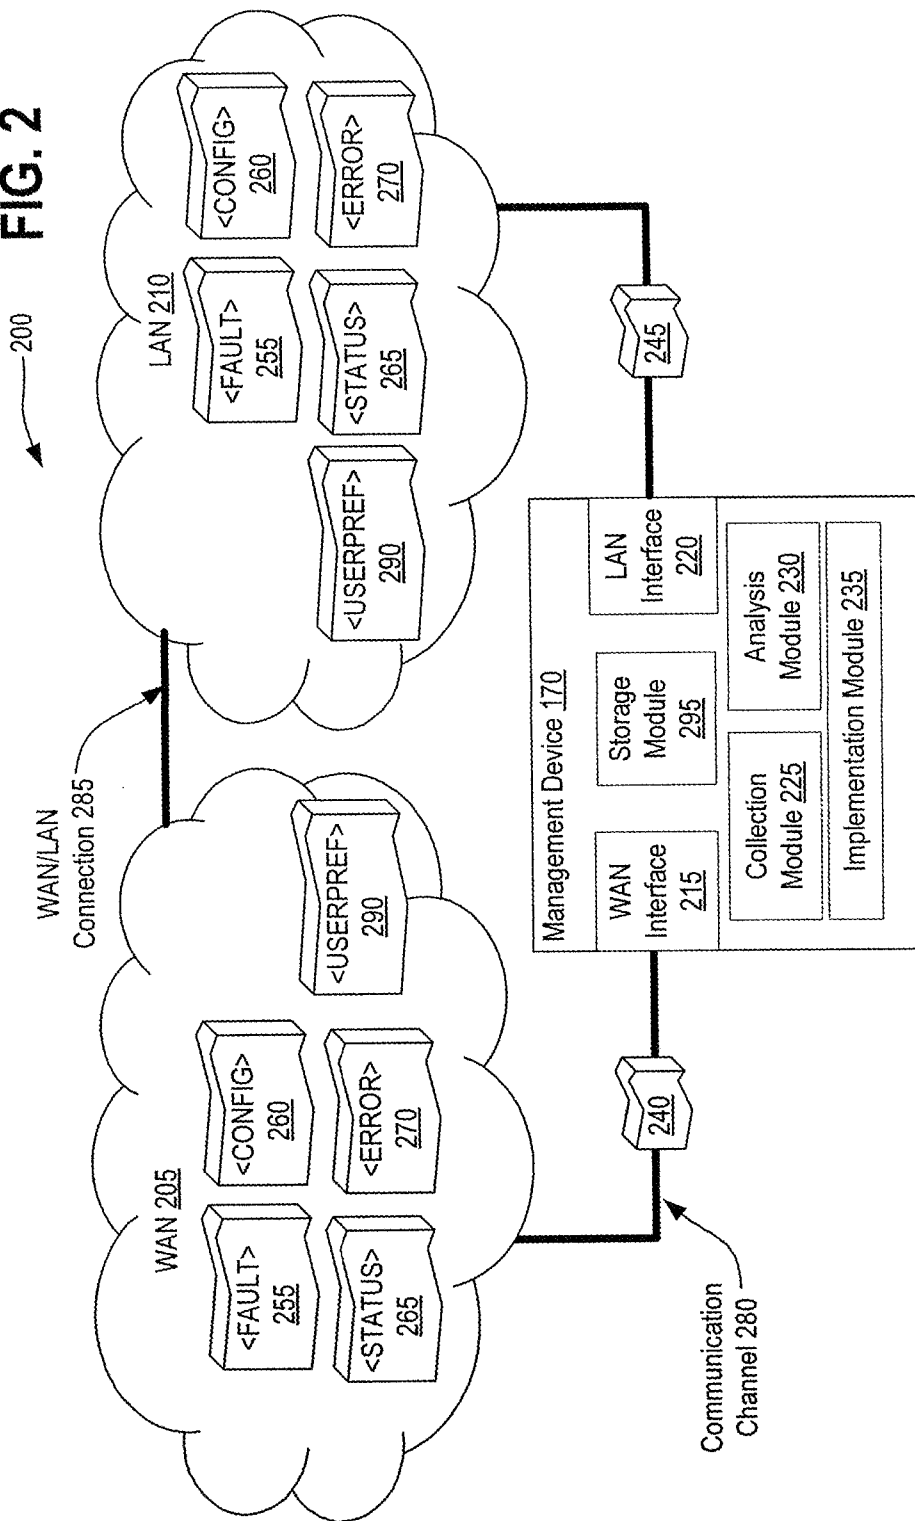 FIG. 2
200
WAN/LAN
Connection 285
WAN 205
<FAULT>
255
<CONFIG>
260
<STATUS>
265
<ERROR>
270
<USERPREF>
290
LAN 210
<FAULT>
255
<CONFIG>
260
<USERPREF>
290
<STATUS>
265
<ERROR>
270
Communication
Channel 280
240
245
Management Device 170
WAN
Interface
215
Storage
Module
295
LAN
Interface
220
Collection
Module 225
Analysis
Module 230
Implementation Module 235